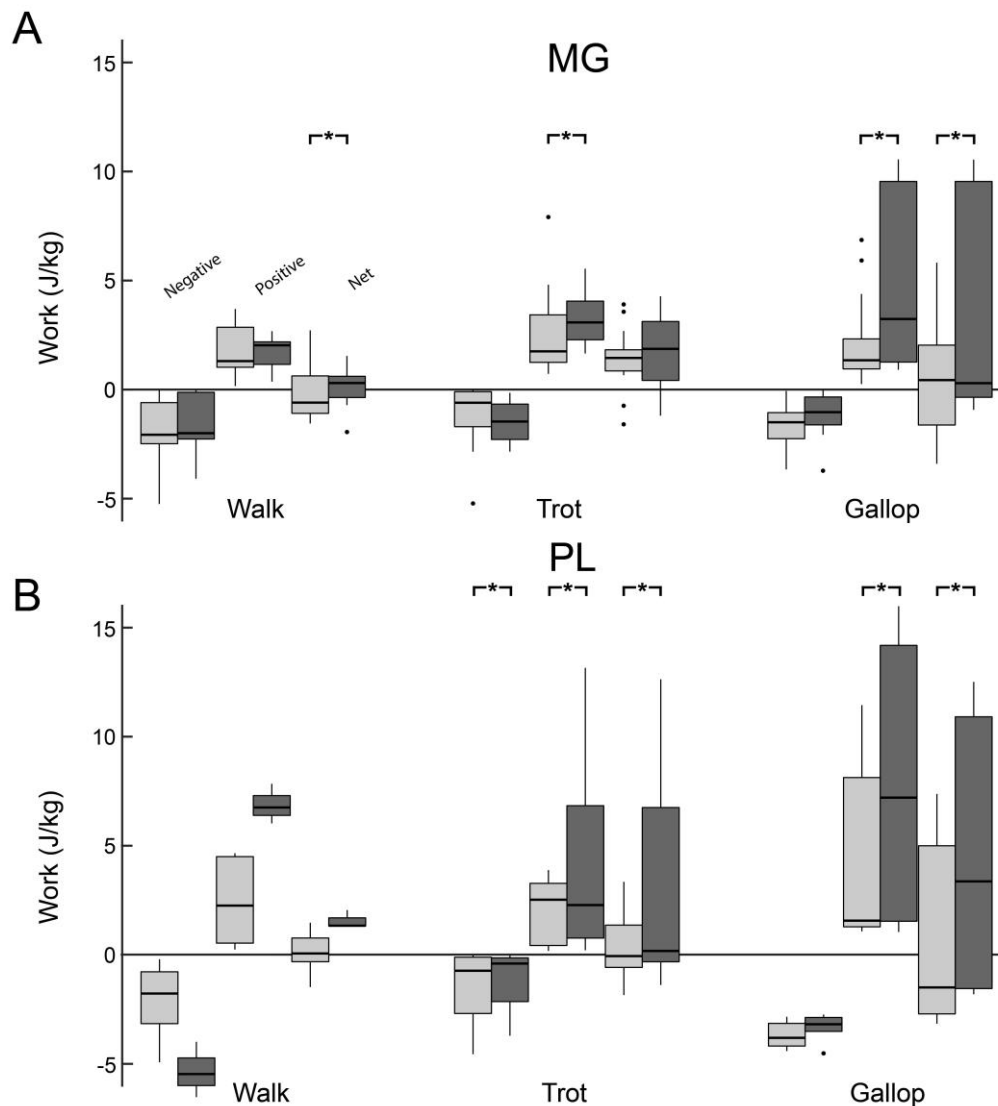 A
MG
15
10
5
0
-5
Work (J/kg)
* * * *
Negative Positive Net
Walk Trot Gallop
PL
B
* * * * *
15
10
5
0
-5
Work (J/kg)
Walk Trot Gallop